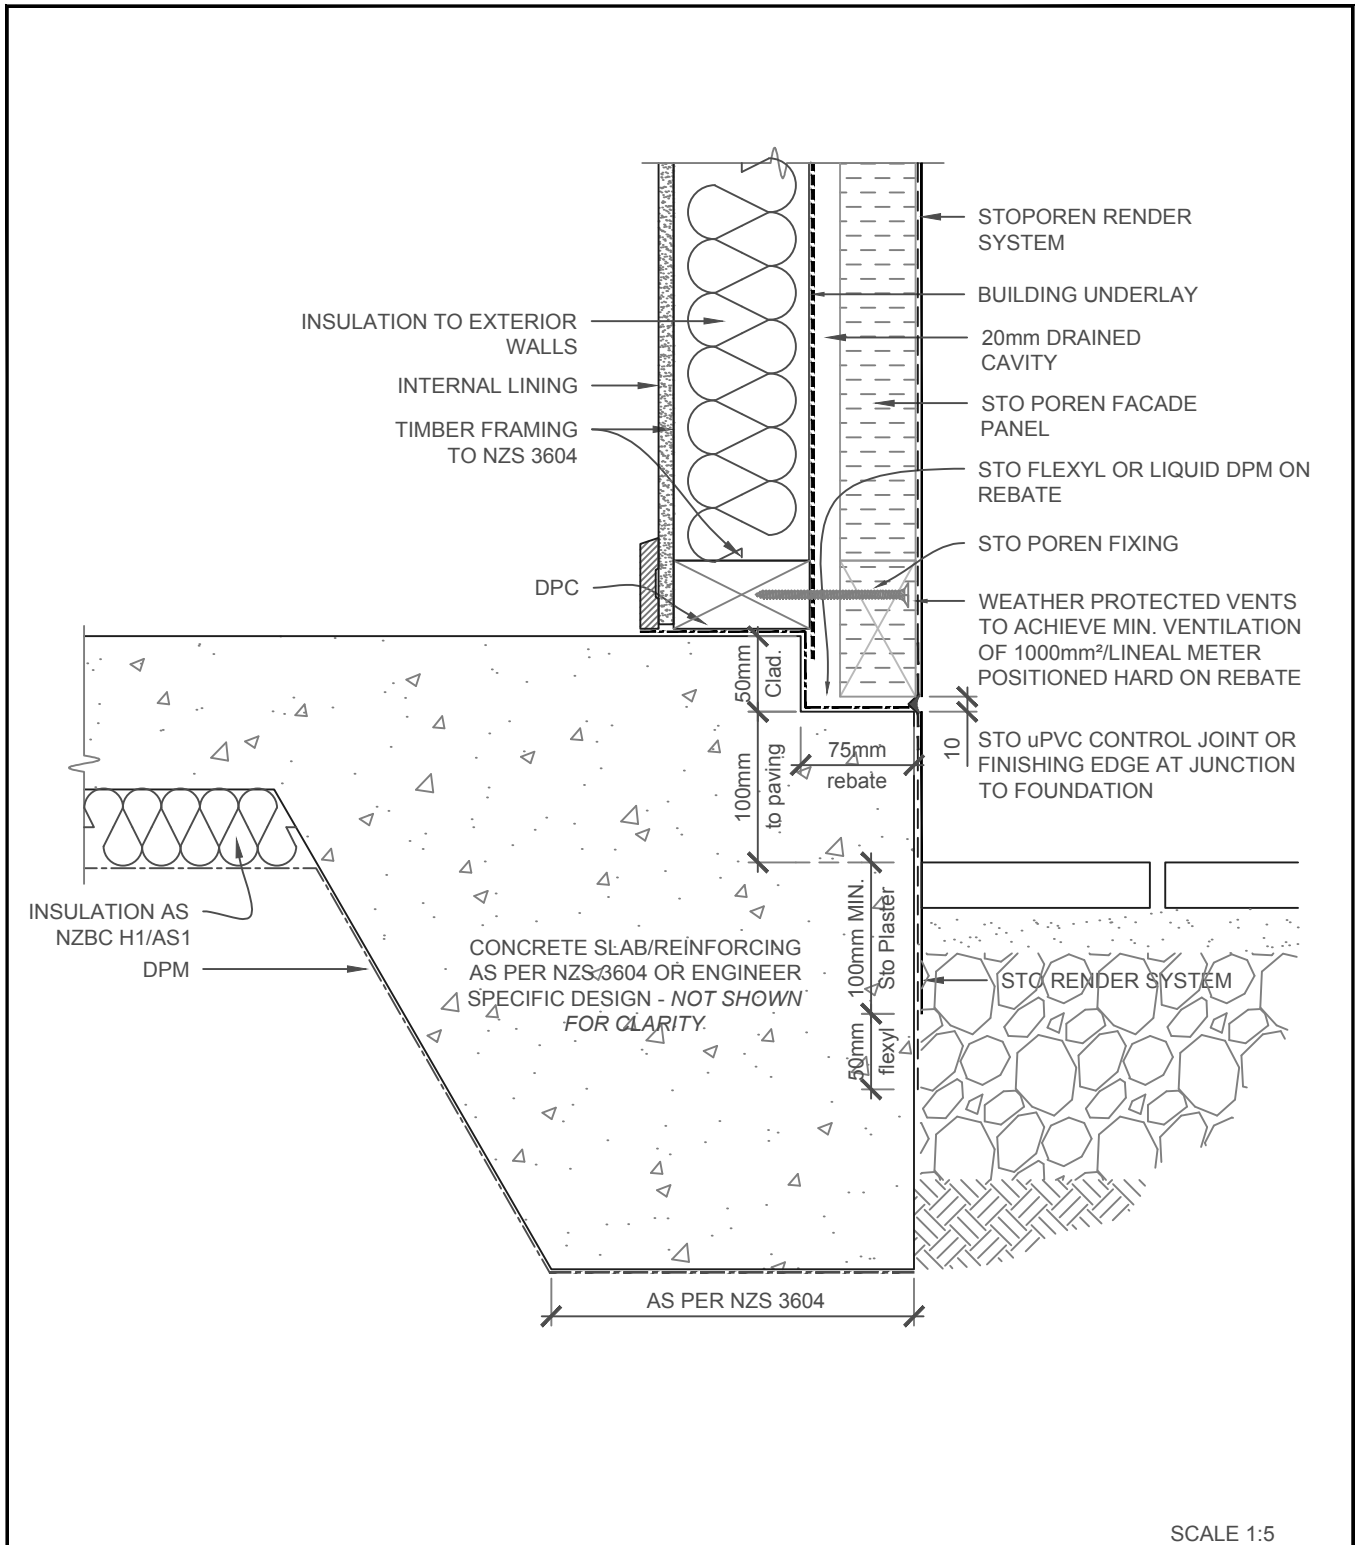 STOPOREN RENDER
SYSTEM
BUILDING UNDERLAY
INSULATION TO EXTERIOR
WALLS
20mm DRAINED
CAVITY
INTERNAL LINING
STO POREN FACADE
PANEL
TIMBER FRAMING
TO NZS 3604
STO FLEXYL OR LIQUID DPM ON
REBATE
STO POREN FIXING
DPC
WEATHER PROTECTED VENTS
TO ACHIEVE MIN. VENTILATION
OF 1000mm²/LINEAL METER
POSITIONED HARD ON REBATE
50mm
Clad.
100mm
to paving
75mm
rebate
10
STO uPVC CONTROL JOINT OR
FINISHING EDGE AT JUNCTION
TO FOUNDATION
INSULATION AS
NZBC H1/AS1
DPM
CONCRETE SLAB/REINFORCING
AS PER NZS 3604 OR ENGINEER
SPECIFIC DESIGN - NOT SHOWN
FOR CLARITY
100mm MIN.
Sto Plaster
50mm
flexyl
STO RENDER SYSTEM
AS PER NZS 3604
SCALE 1:5